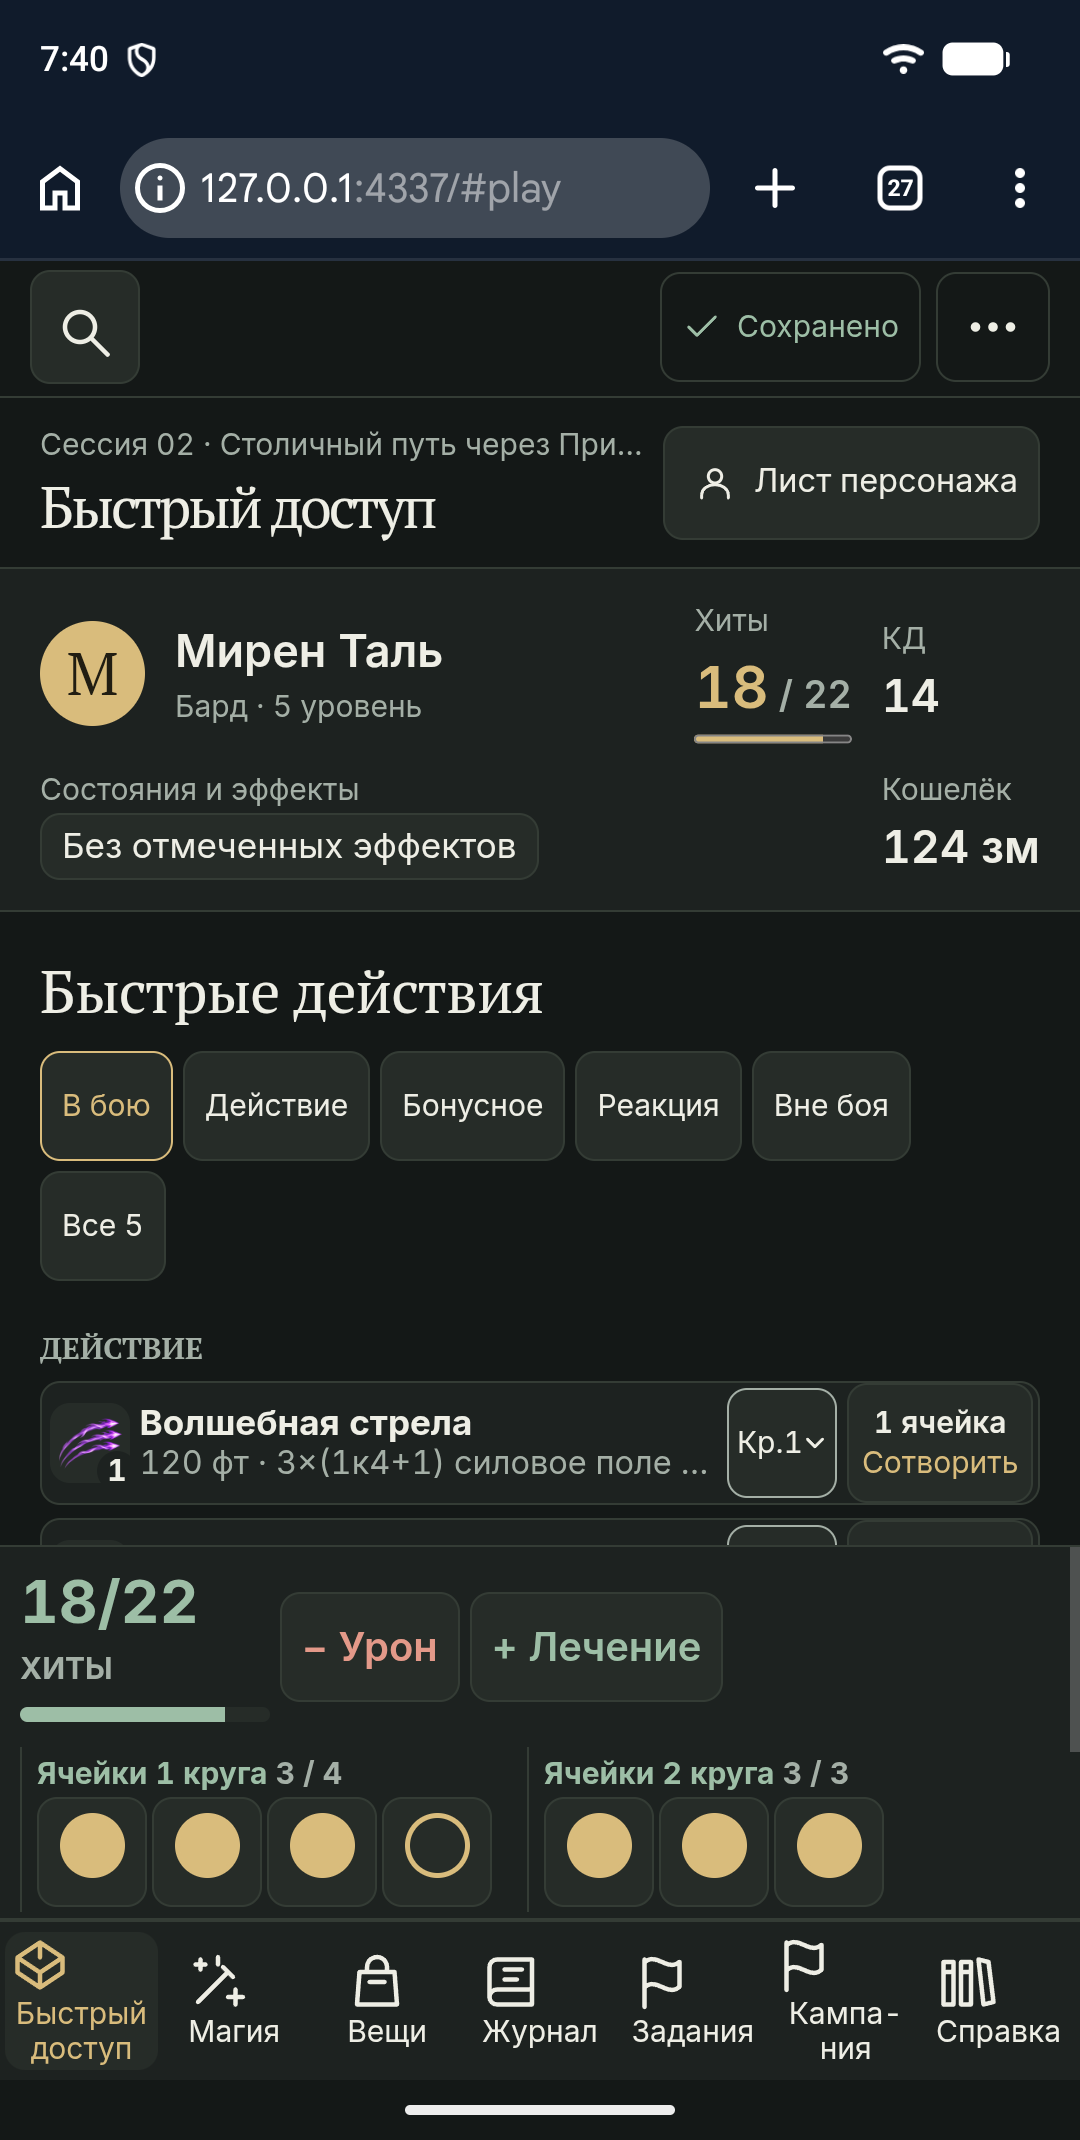 7:40
127.0.0.1:4337/#play
27
Сохранено
Сессия 02 · Столичный путь через При...
Быстрый доступ
Лист персонажа
М
Мирен Таль
Бард · 5 уровень
Хиты
18 / 22
КД
14
Состояния и эффекты
Без отмеченных эффектов
Кошелёк
124 зм
Быстрые действия
В бою
Действие
Бонусное
Реакция
Вне боя
Все 5
ДЕЙСТВИЕ
Волшебная стрела
1
120 фт · 3×(1к4+1) силовое поле ...
Кр.1
1 ячейка
Сотворить
18/22
ХИТЫ
– Урон
+ Лечение
Ячейки 1 круга 3 / 4
Ячейки 2 круга 3 / 3
Быстрый
доступ
Магия
Вещи
Журнал
Задания
Кампа-
ния
Справка